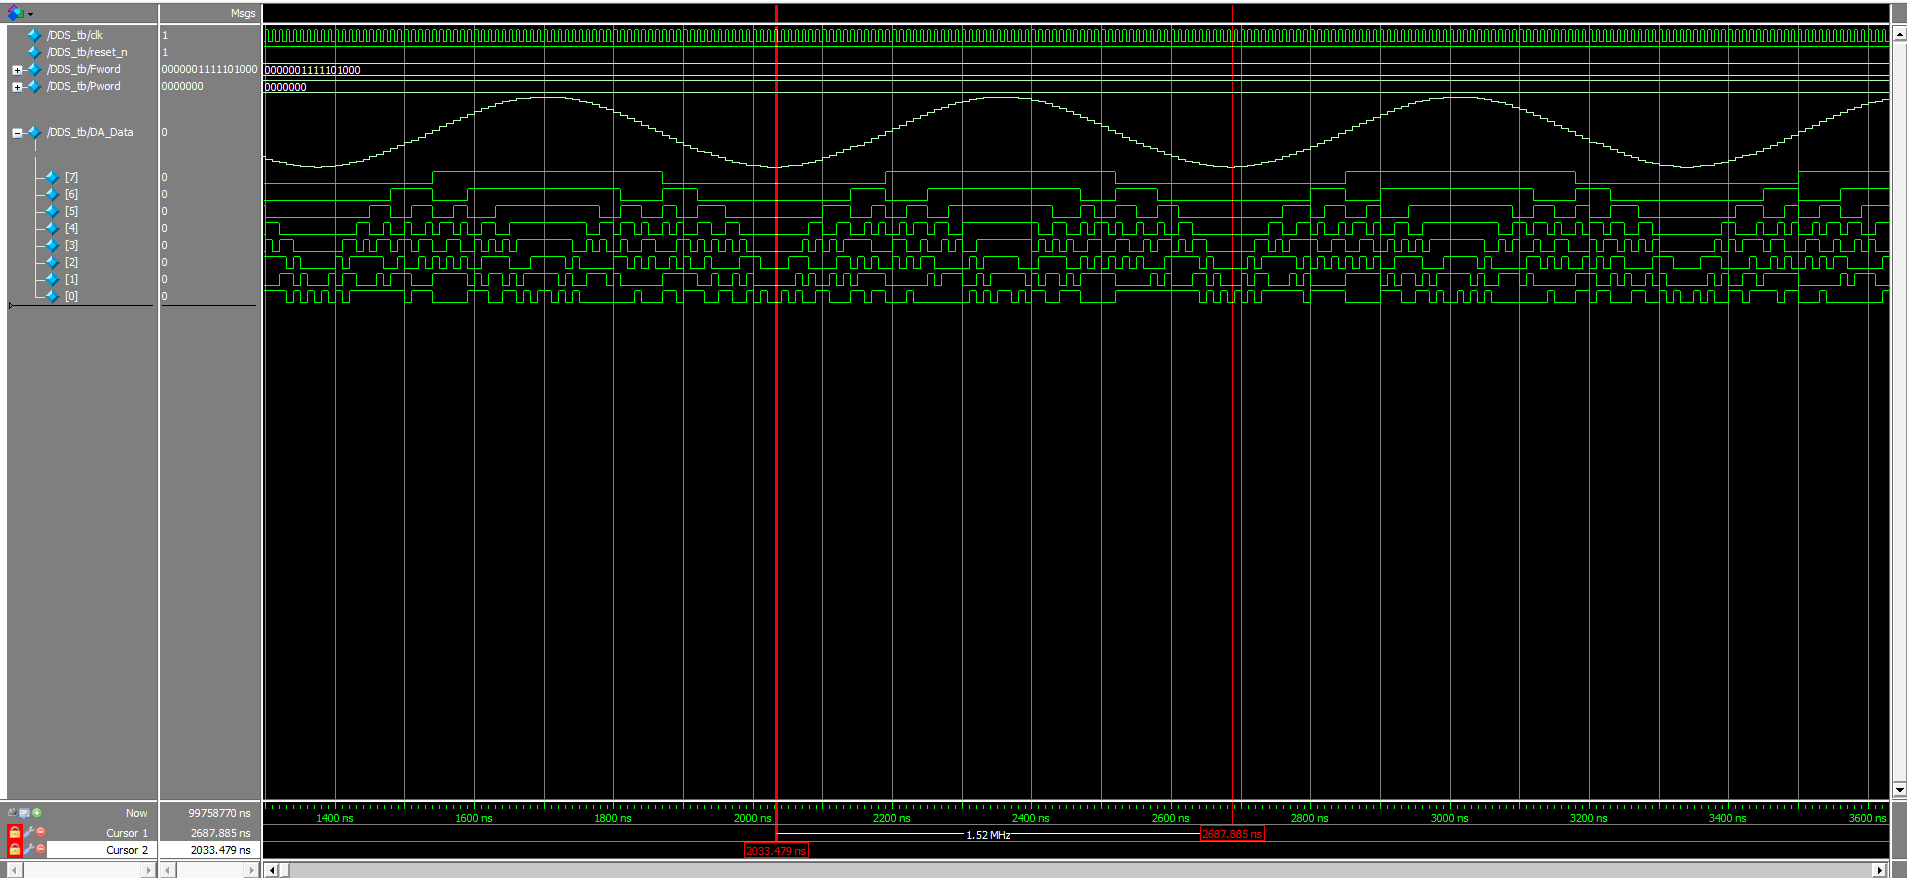 Msgs
/DDS_tb/clk 1
/DDS_tb/reset_n 1
/DDS_tb/Fword 0000001111101000 0000001111101000
/DDS_tb/Pword 0000000 0000000
/DDS_tb/DA_Data 0
[7] 0
[6] 0
[5] 0
[4] 0
[3] 0
[2] 0
[1] 0
[0] 0
Now 99758770 ns 1400 ns 1600 ns 1800 ns 2000 ns 2200 ns 2400 ns 2600 ns 2800 ns 3000 ns 3200 ns 3400 ns 3600 ns
Cursor 1 2687.885 ns 1.52 MHz 2687.885 ns
Cursor 2 2033.479 ns 2033.479 ns